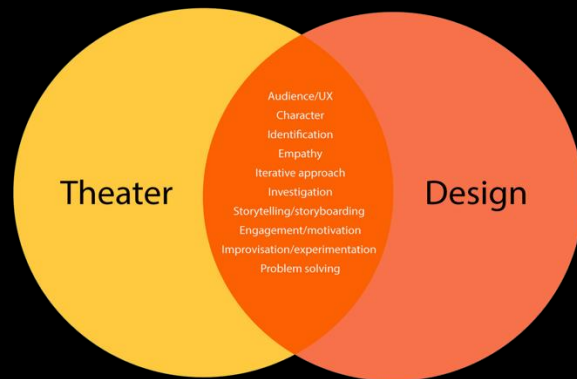 Theater
Audience/UX
Character
Identification
Empathy
Iterative approach
Investigation
Storytelling/storyboarding
Engagement/motivation
Improvisation/experimentation
Problem solving
Design